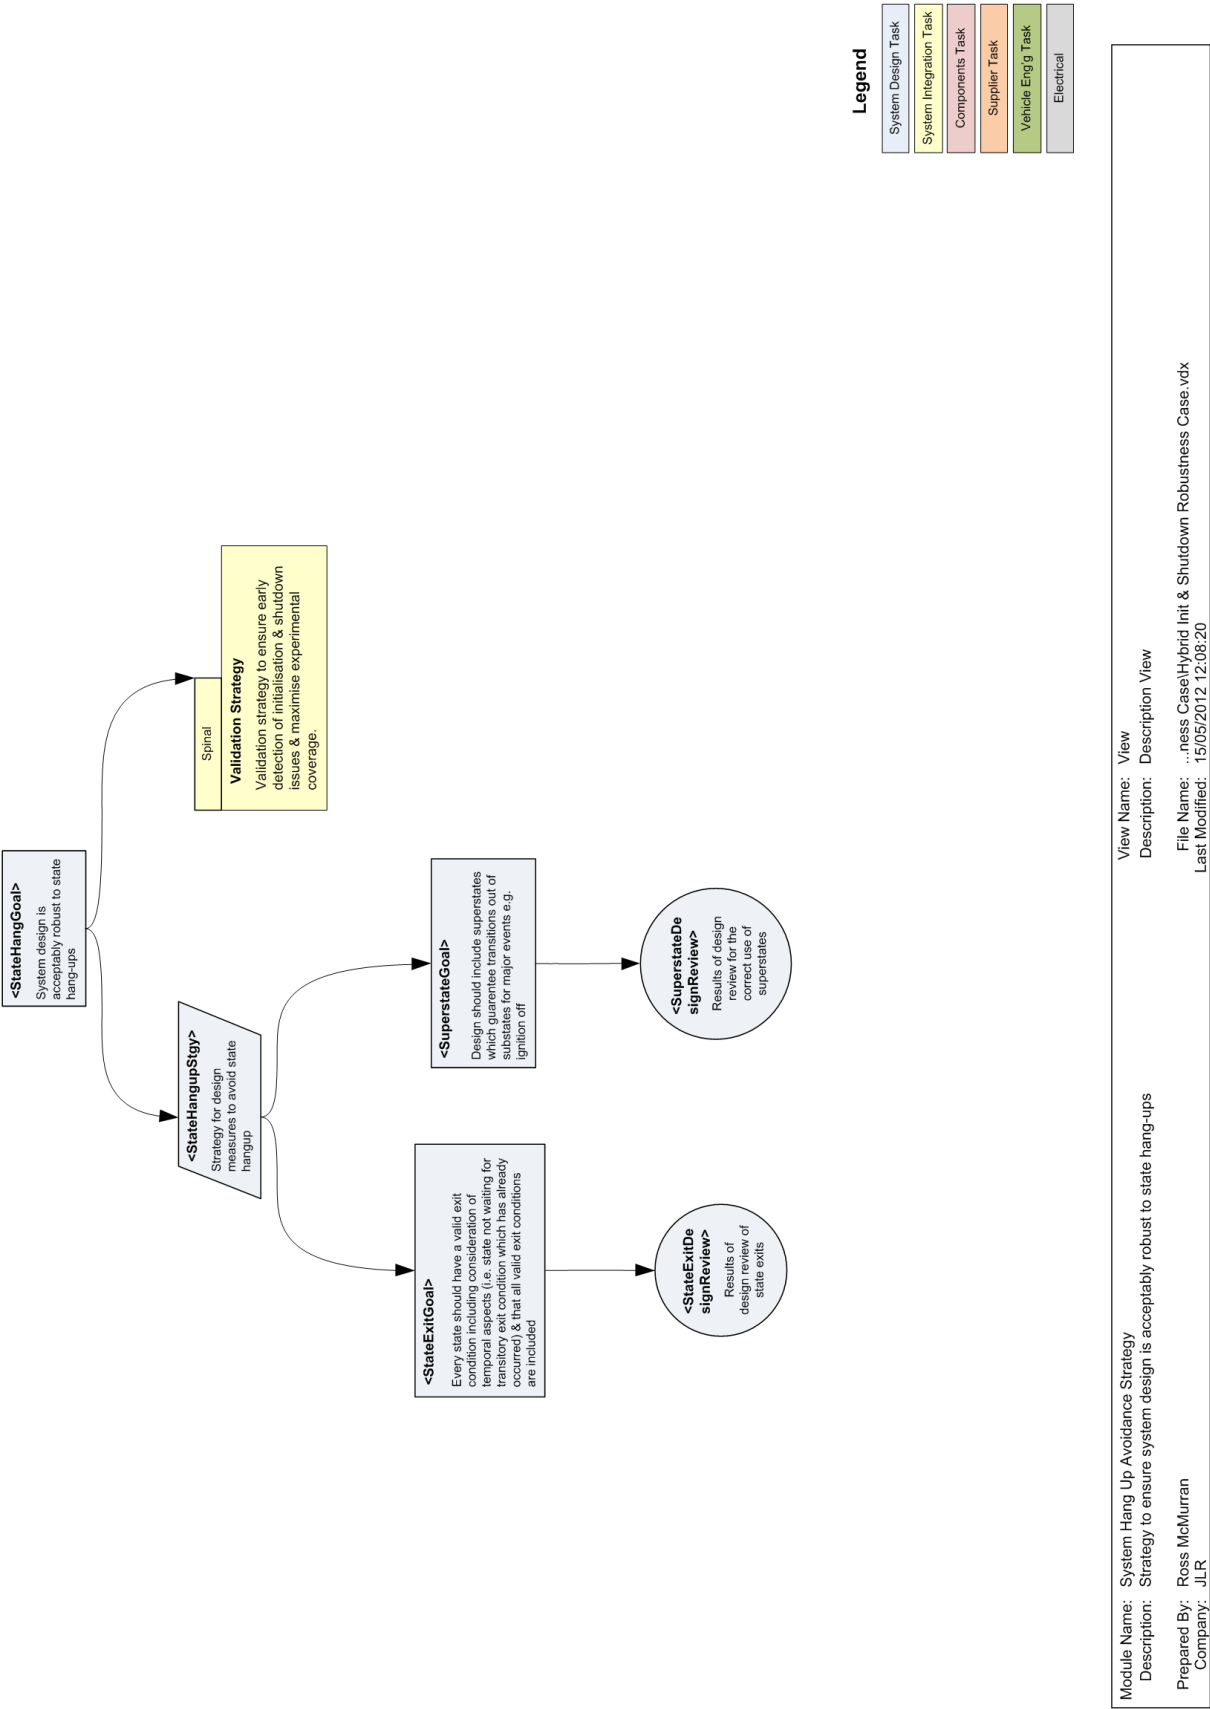 <StateHangGoal>
System design is
acceptably robust to state
hang-ups
<StateHangupStgy>
Strategy for design
measures to avoid state
hangup
Spinal
Validation Strategy
Validation strategy to ensure early
detection of initialisation & shutdown
issues & maximise experimental
coverage.
<StateExitGoal>
Every state should have a valid exit
condition including consideration of
temporal aspects (i.e. state not waiting for
transitory exit condition which has already
occurred) & that all valid exit conditions
are included
<SuperstateGoal>
Design should include superstates
which guarentee transitions out of
substates for major events e.g.
ignition off
<StateExitDe
signReview>
Results of
design review of
state exits
<SuperstateDe
signReview>
Results of design
review for the
correct use of
superstates
Legend
System Design Task
System Integration Task
Components Task
Supplier Task
Vehicle Eng'g Task
Electrical
Module Name: System Hang Up Avoidance Strategy
Description: Strategy to ensure system design is acceptably robust to state hang-ups
Prepared By: Ross McMurran
Company: JLR
View Name: View
Description: Description View
File Name: ...ness Case\Hybrid Init & Shutdown Robustness Case.vdx
Last Modified: 15/05/2012 12:08:20